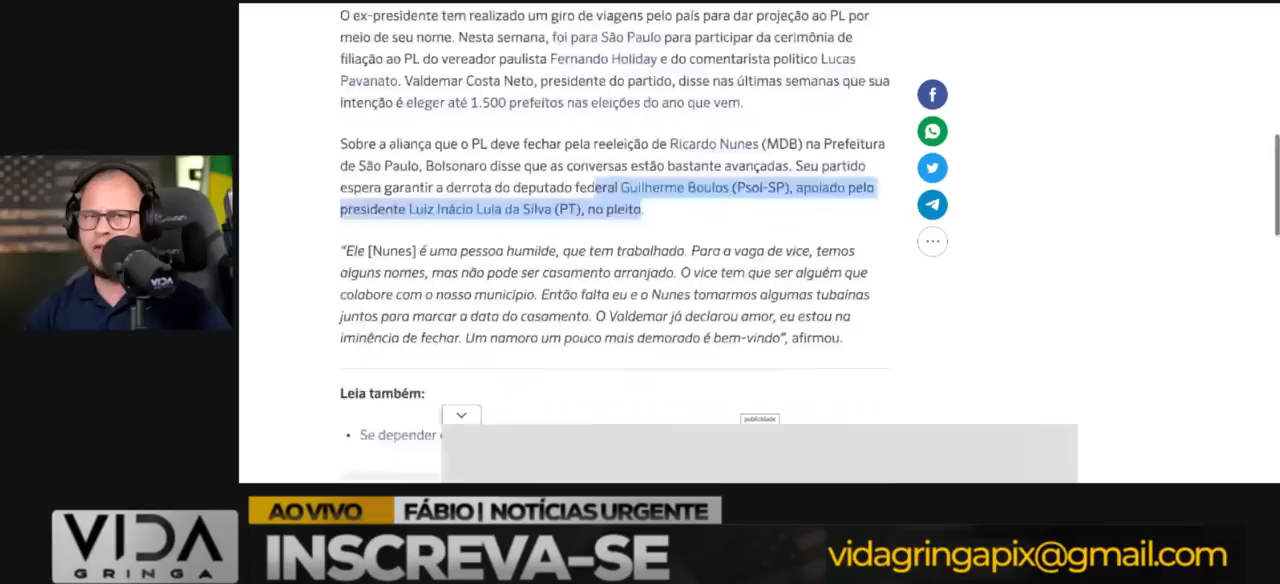 O ex-presidente tem realizado um giro de viagens pelo país para dar projeção ao PL por
meio de seu nome. Nesta semana, foi para São Paulo para participar da cerimônia de
filiação ao PL do vereador paulista Fernando Holiday e do comentarista político Lucas
Pavanato. Valdemar Costa Neto, presidente do partido, disse nas últimas semanas que sua
intenção é eleger até 1.500 prefeitos nas eleições do ano que vem.
Sobre a aliança que o PL deve fechar pela reeleição de Ricardo Nunes (MDB) na Prefeitura
de São Paulo, Bolsonaro disse que as conversas estão bastante avançadas. Seu partido
espera garantir a derrota do deputado federal Guilherme Boulos (Psol-SP), apoiado pelo
presidente Luiz Inácio Lula da Silva (PT), no pleito.
“Ele [Nunes] é uma pessoa humilde, que tem trabalhado. Para a vaga de vice, temos
alguns nomes, mas não pode ser casamento arranjado. O vice tem que ser alguém que
colabore com o nosso município. Então falta eu e o Nunes tomarmos algumas tubaínas
juntos para marcar a data do casamento. O Valdemar já declarou amor, eu estou na
iminência de fechar. Um namoro um pouco mais demorado é bem-vindo”, afirmou.
Leia também:
publicidade
• Se depender
VIDA
AO VIVO FÁBIO | NOTÍCIAS URGENTE
VIDA
GRINGA
INSCREVA-SE
vidagringapix@gmail.com